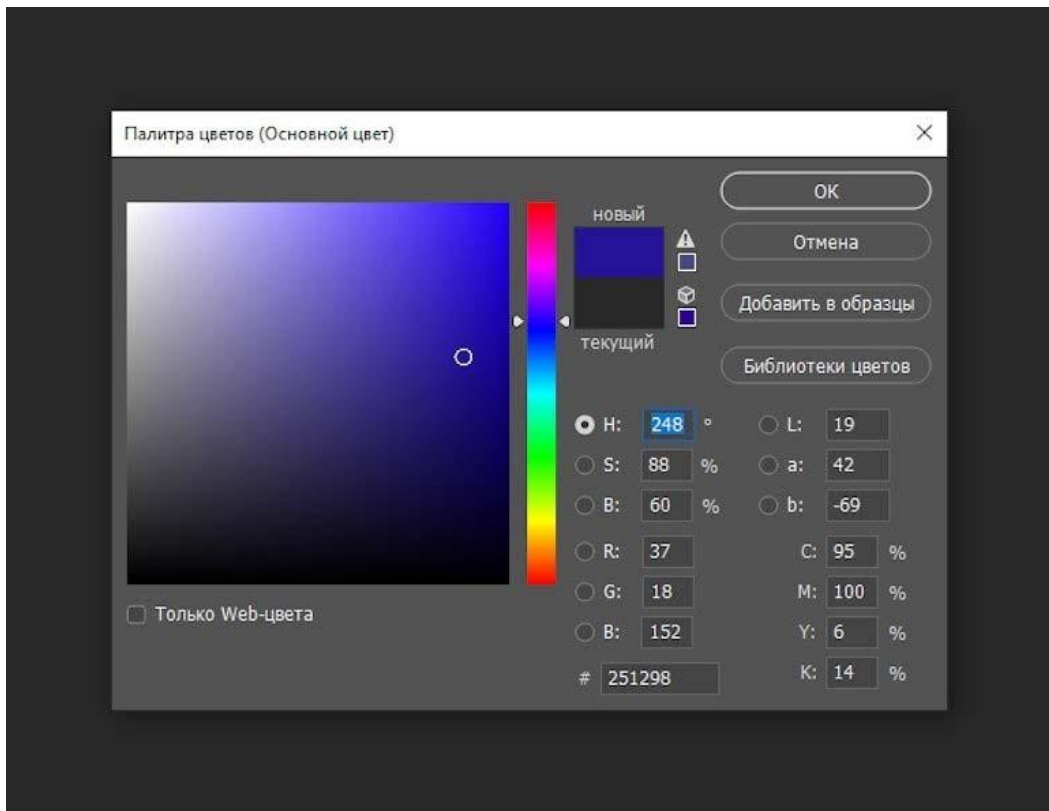 Палитра цветов (Основной цвет)
новый
текущий
ОК
Отмена
Добавить в образцы
Библиотеки цветов
H: 248 °
S: 88 %
B: 60 %
R: 37
G: 18
B: 152
# 251298
L: 19
a: 42
b: -69
C: 95 %
M: 100 %
Y: 6 %
K: 14 %
Только Web-цвета